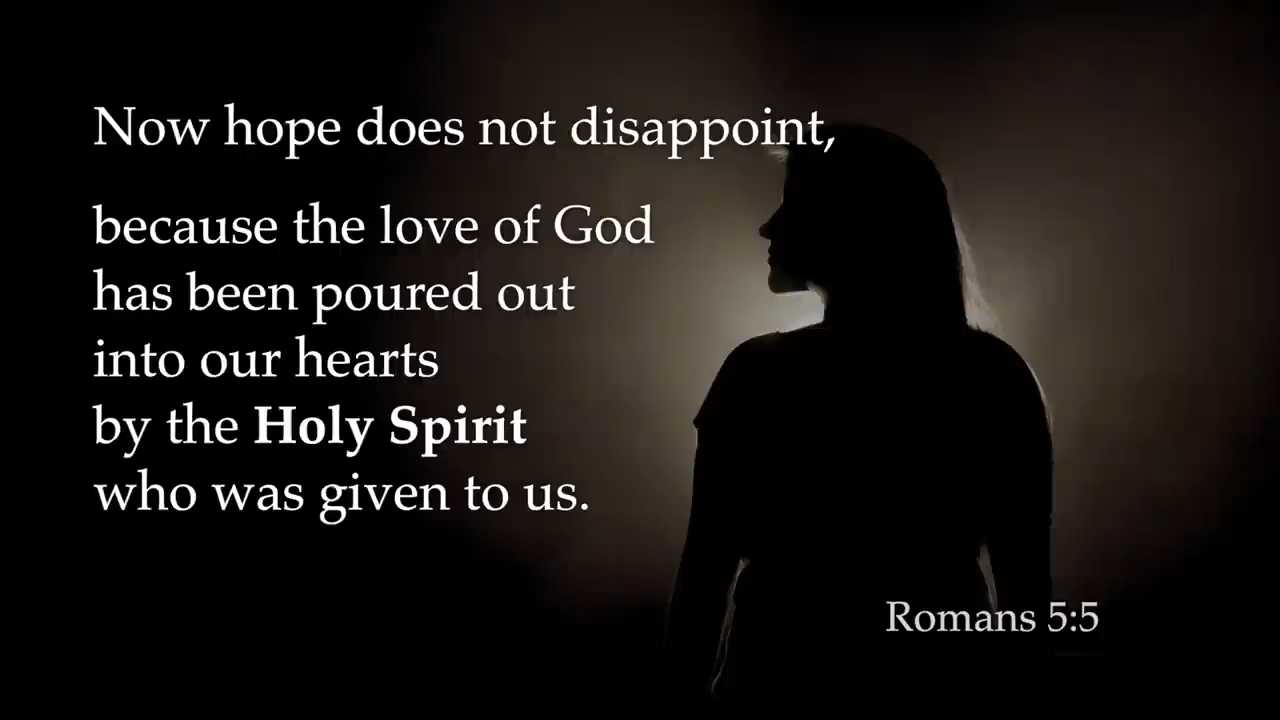 Now hope does not disappoint,
because the love of God
has been poured out
into our hearts
by the Holy Spirit
who was given to us.
Romans 5:5